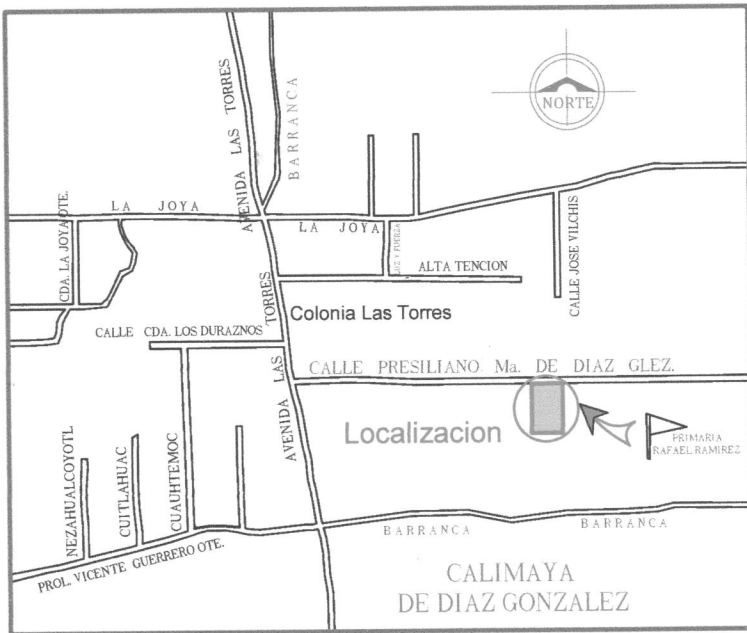 AVENIDA LAS TORRES
BARRANCA
NORTE
LA JOYA
LA JOYA
CDA. LA JOYA OTE.
LUZ Y FUERZA
ALTA TENCION
CALLE JOSE VILCHIS
Colonia Las Torres
CALLE CDA. LOS DURAZNOS
AVENIDA LAS TORRES
CALLE PRESILIANO Ma. DE DIAZ GLEZ.
Localizacion
PRIMARIA
RAFAEL RAMIREZ
NEZAHUALCOYOTL
CUITLAHUAC
CUAUHTEMOC
PROL. VICENTE GUERRERO OTE.
BARRANCA
BARRANCA
CALIMAYA
DE DIAZ GONZALEZ